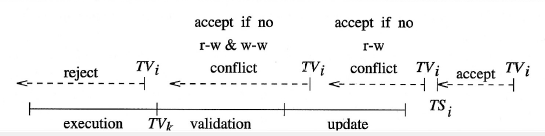 accept if no
r-w & w-w
conflict
accept if no
r-w
conflict
reject
TVi
TVi
TVi
accept
TVi
TSi
execution
TVk
validation
update